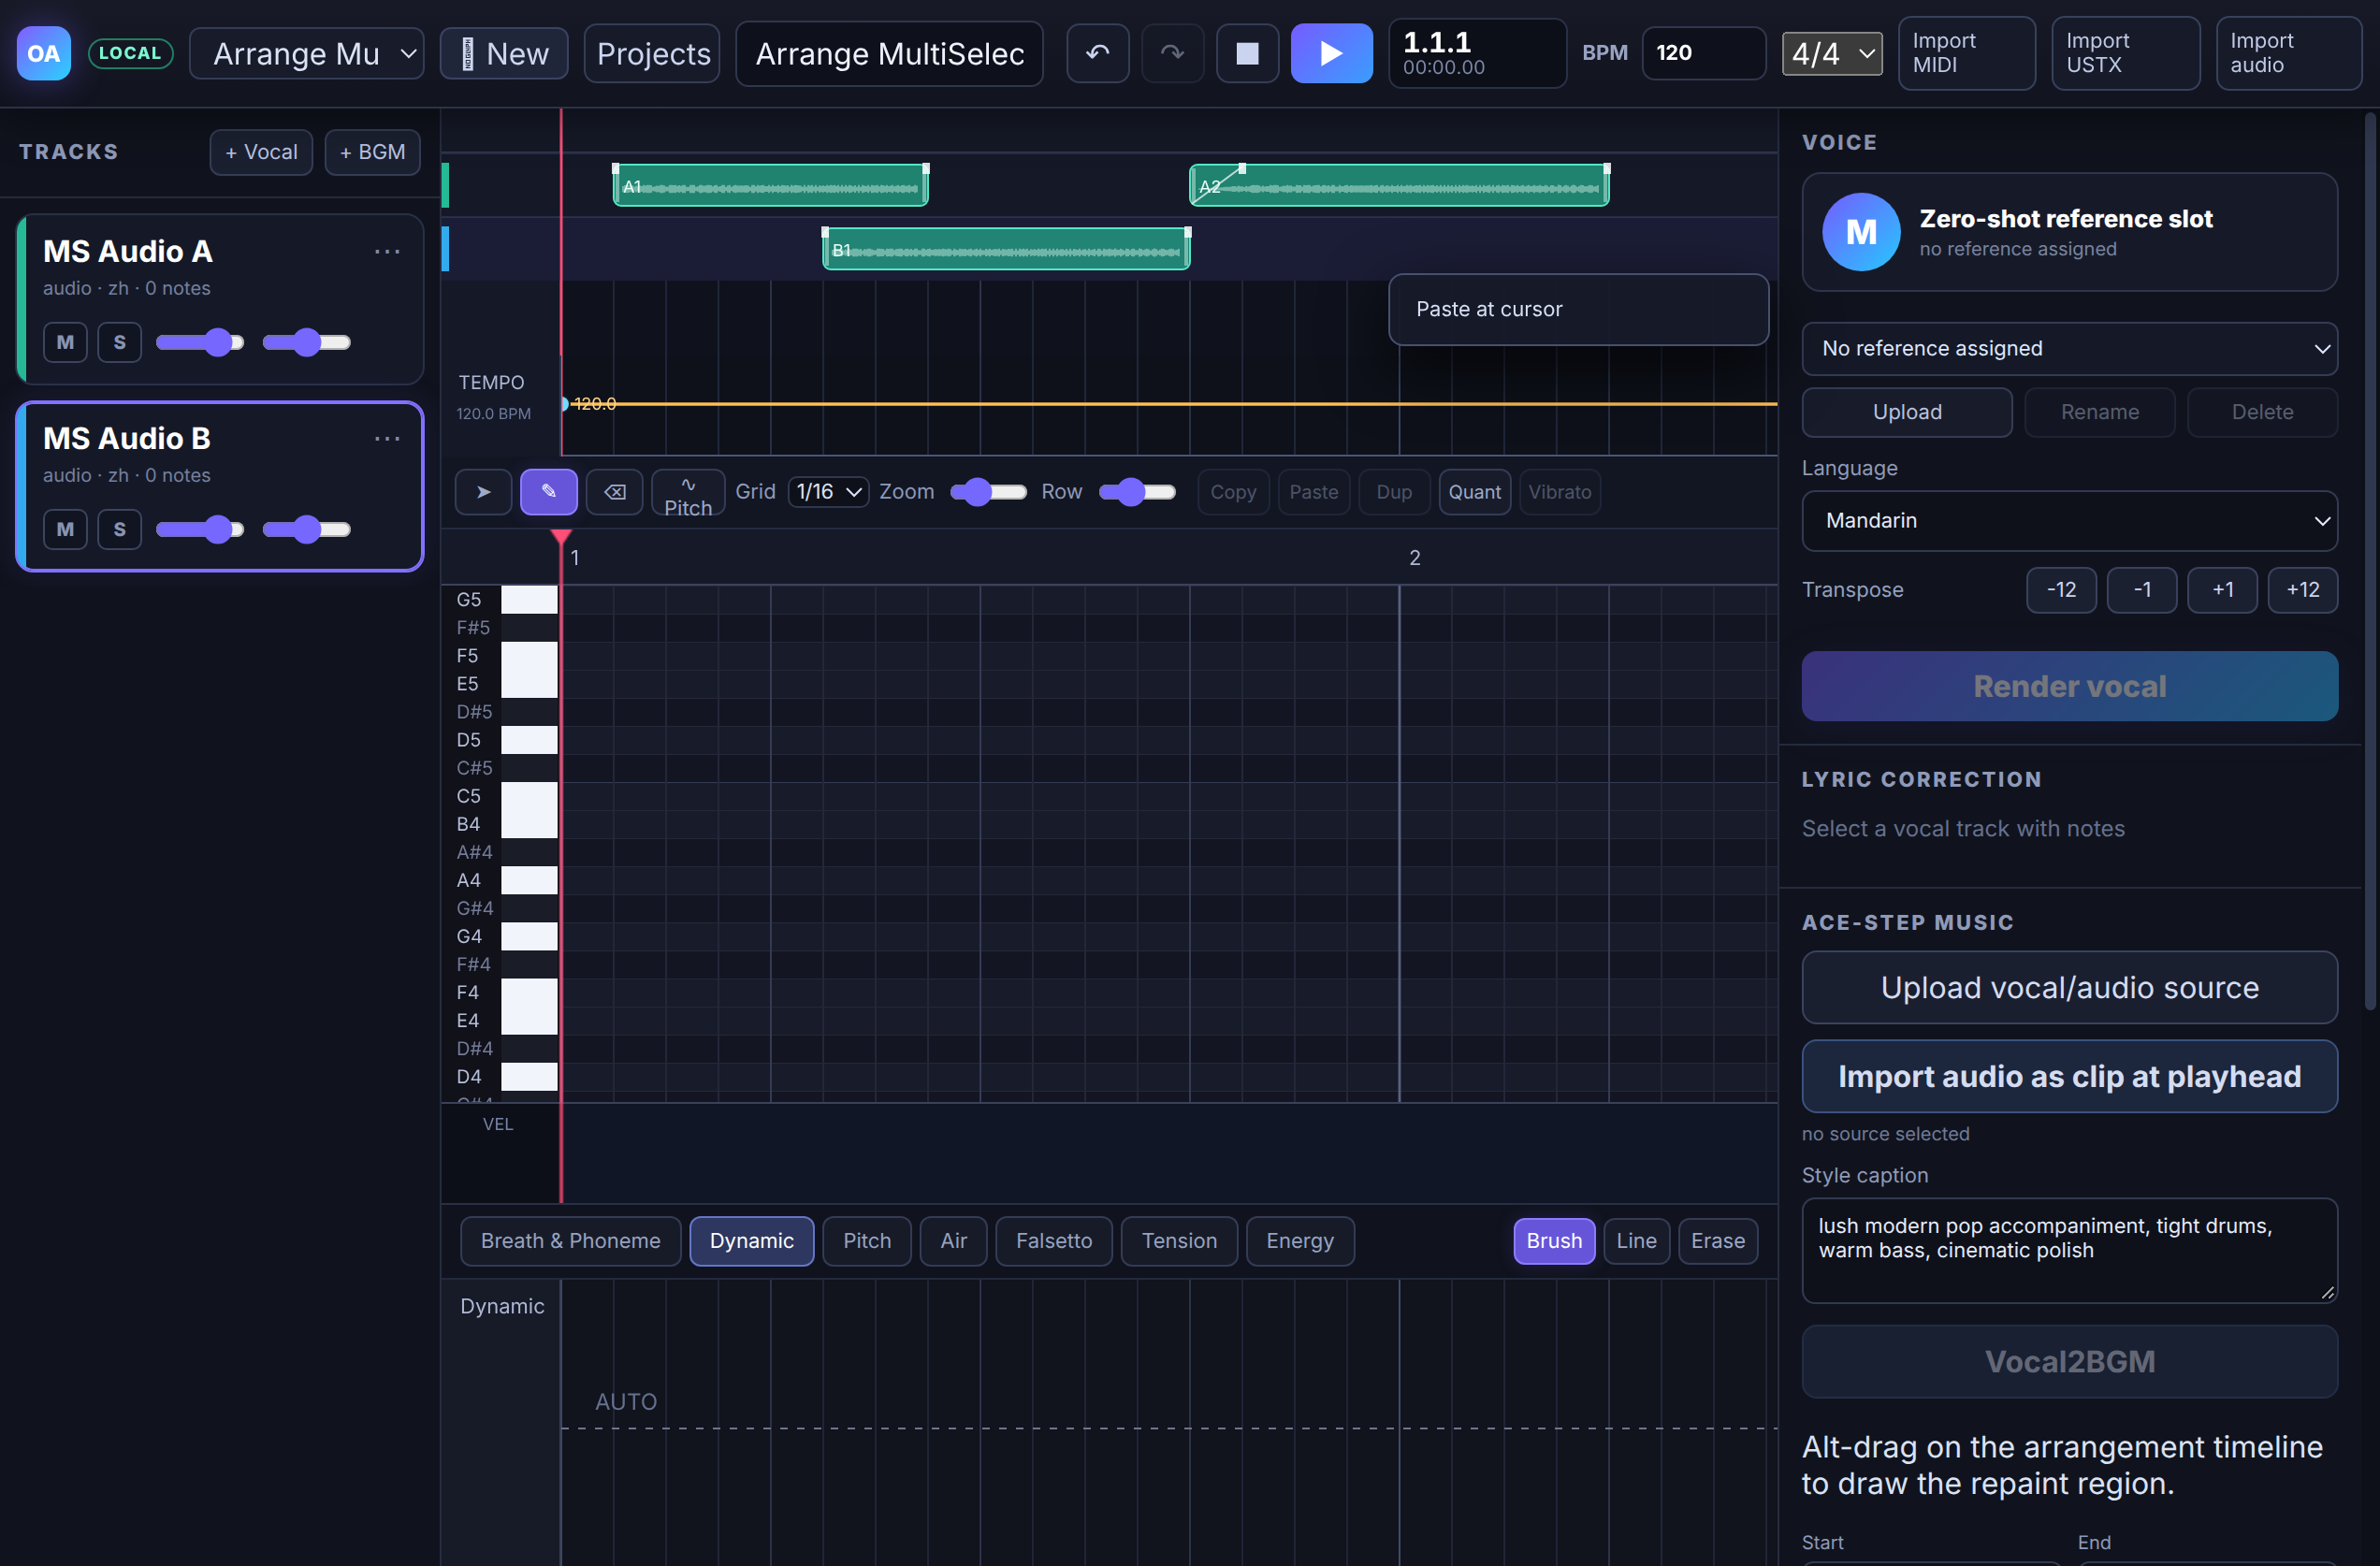 OA
LOCAL
Arrange Mu
New
Projects
Arrange MultiSelec
1.1.1
00:00.00
BPM
120
4/4
Import
MIDI
Import
USTX
Import
audio
TRACKS
+ Vocal
+ BGM
MS Audio A
audio · zh · 0 notes
M
S
MS Audio B
audio · zh · 0 notes
M
S
A1
A2
B1
Paste at cursor
TEMPO
120.0 BPM
120.0
Pitch
Grid
1/16
Zoom
Row
Copy
Paste
Dup
Quant
Vibrato
1
2
G5
F#5
F5
E5
D#5
D5
C#5
C5
B4
A#4
A4
G#4
G4
F#4
F4
E4
D#4
D4
VEL
Breath & Phoneme
Dynamic
Pitch
Air
Falsetto
Tension
Energy
Brush
Line
Erase
Dynamic
AUTO
VOICE
M
Zero-shot reference slot
no reference assigned
No reference assigned
Upload
Rename
Delete
Language
Mandarin
Transpose
-12
-1
+1
+12
Render vocal
LYRIC CORRECTION
Select a vocal track with notes
ACE-STEP MUSIC
Upload vocal/audio source
Import audio as clip at playhead
no source selected
Style caption
lush modern pop accompaniment, tight drums,
warm bass, cinematic polish
Vocal2BGM
Alt-drag on the arrangement timeline
to draw the repaint region.
Start
End